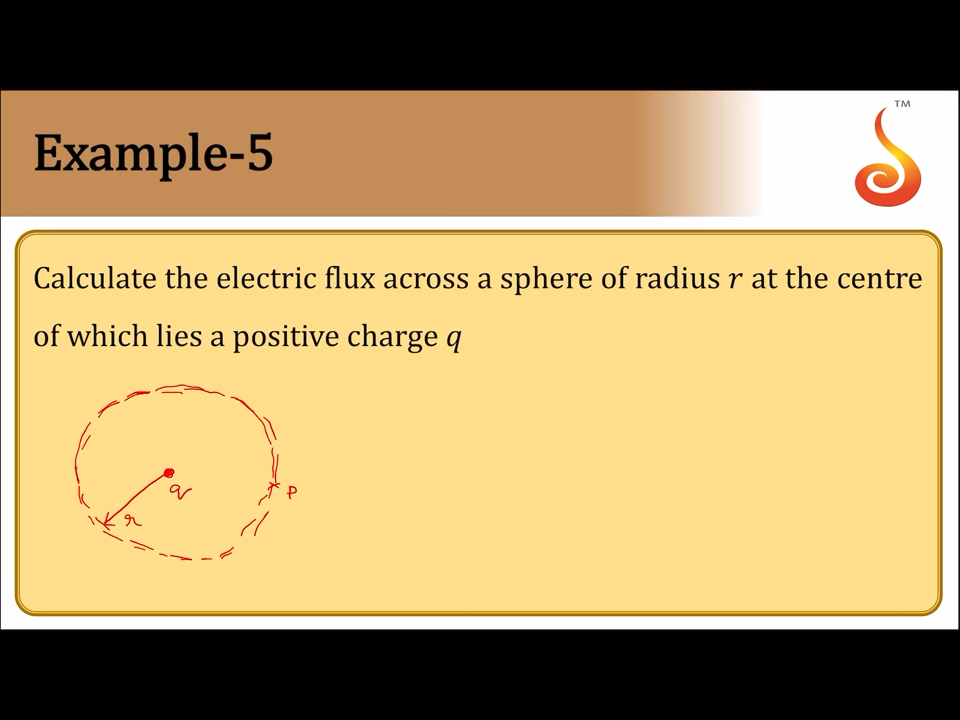 TM
Example-5
Calculate the electric flux across a sphere of radius r at the centre
of which lies a positive charge q
q
P
r